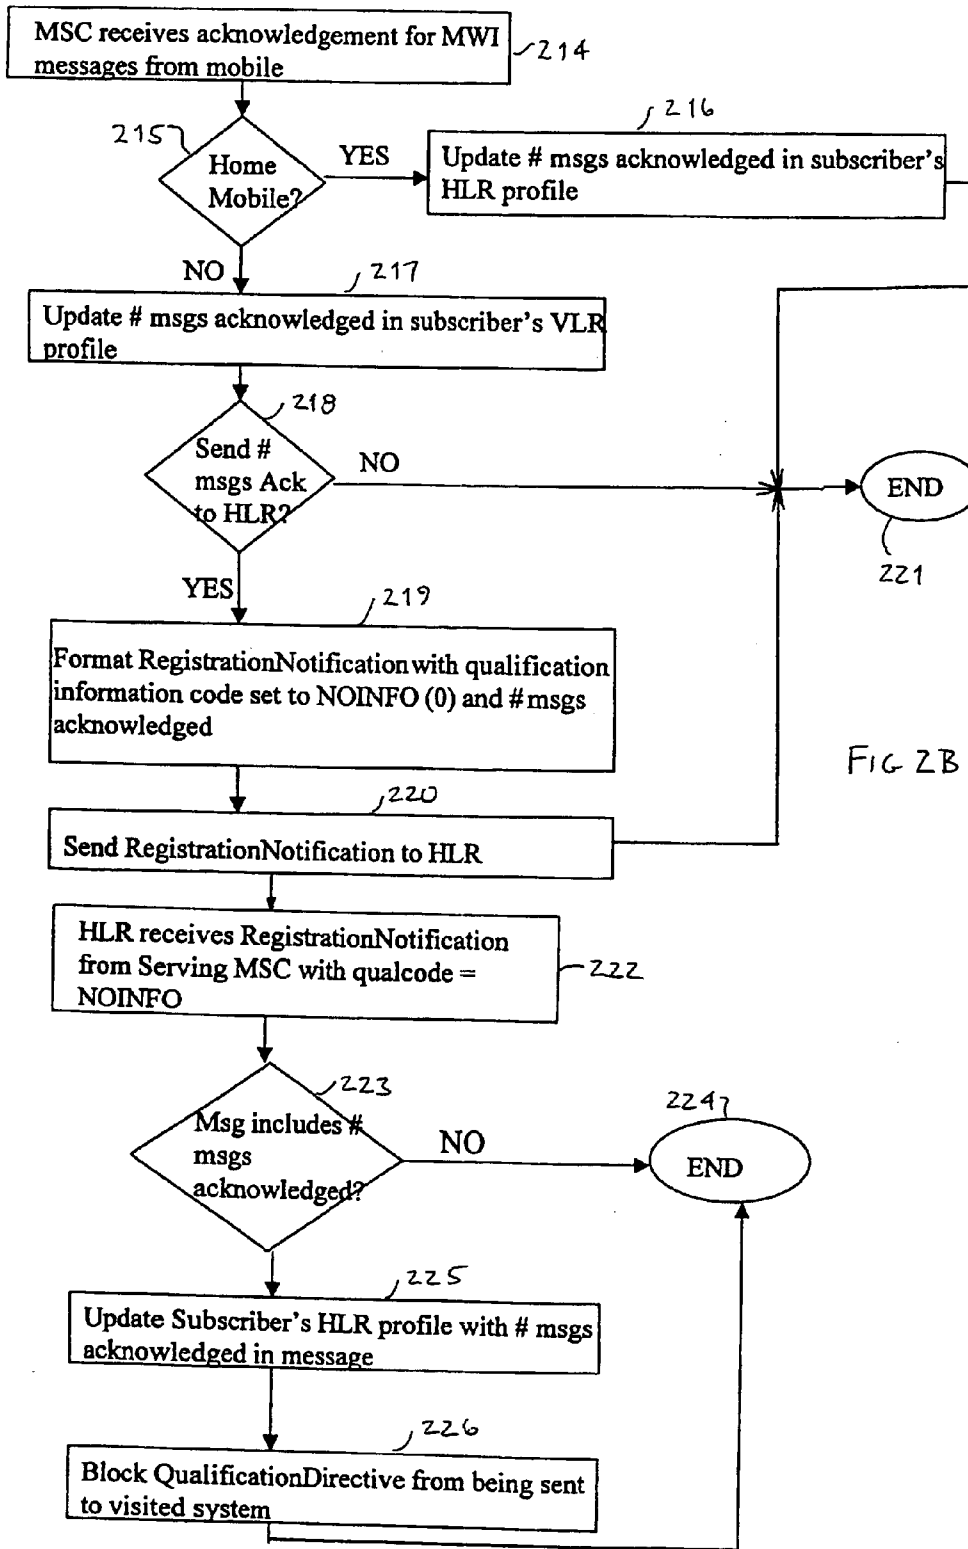 MSC receives acknowledgement for MWI
messages from mobile
214
215
Home
Mobile?
YES
216
Update # msgs acknowledged in subscriber's
HLR profile
NO
217
Update # msgs acknowledged in subscriber's VLR
profile
218
Send #
msgs Ack
to HLR?
NO
END
221
YES
219
Format RegistrationNotification with qualification
information code set to NOINFO (0) and # msgs
acknowledged
FIG 2B
220
Send RegistrationNotification to HLR
HLR receives RegistrationNotification
from Serving MSC with qualcode =
NOINFO
222
223
Msg includes #
msgs
acknowledged?
NO
224
END
225
Update Subscriber's HLR profile with # msgs
acknowledged in message
226
Block QualificationDirective from being sent
to visited system